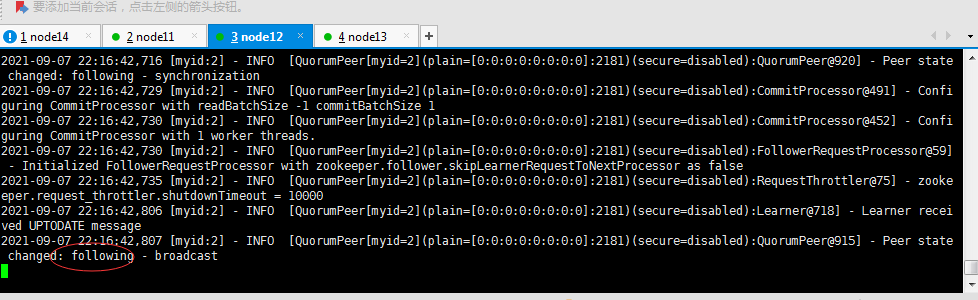 要添加当前会话，点击左侧的箭头按钮。
1 node14 2 node11 3 node12 4 node13
2021-09-07 22:16:42,716 [myid:2] - INFO  [QuorumPeer[myid=2](plain=[0:0:0:0:0:0:0:0]:2181)(secure=disabled):QuorumPeer@920] - Peer state
 changed: following - synchronization
2021-09-07 22:16:42,729 [myid:2] - INFO  [QuorumPeer[myid=2](plain=[0:0:0:0:0:0:0:0]:2181)(secure=disabled):CommitProcessor@491] - Confi
guring CommitProcessor with readBatchSize -1 commitBatchSize 1
2021-09-07 22:16:42,730 [myid:2] - INFO  [QuorumPeer[myid=2](plain=[0:0:0:0:0:0:0:0]:2181)(secure=disabled):CommitProcessor@452] - Confi
guring CommitProcessor with 1 worker threads.
2021-09-07 22:16:42,730 [myid:2] - INFO  [QuorumPeer[myid=2](plain=[0:0:0:0:0:0:0:0]:2181)(secure=disabled):FollowerRequestProcessor@59]
 - Initialized FollowerRequestProcessor with zookeeper.follower.skipLearnerRequestToNextProcessor as false
2021-09-07 22:16:42,735 [myid:2] - INFO  [QuorumPeer[myid=2](plain=[0:0:0:0:0:0:0:0]:2181)(secure=disabled):RequestThrottler@75] - zooke
eper.request_throttler.shutdownTimeout = 10000
2021-09-07 22:16:42,806 [myid:2] - INFO  [QuorumPeer[myid=2](plain=[0:0:0:0:0:0:0:0]:2181)(secure=disabled):Learner@718] - Learner recei
ved UPTODATE message
2021-09-07 22:16:42,807 [myid:2] - INFO  [QuorumPeer[myid=2](plain=[0:0:0:0:0:0:0:0]:2181)(secure=disabled):QuorumPeer@915] - Peer state
 changed: following - broadcast